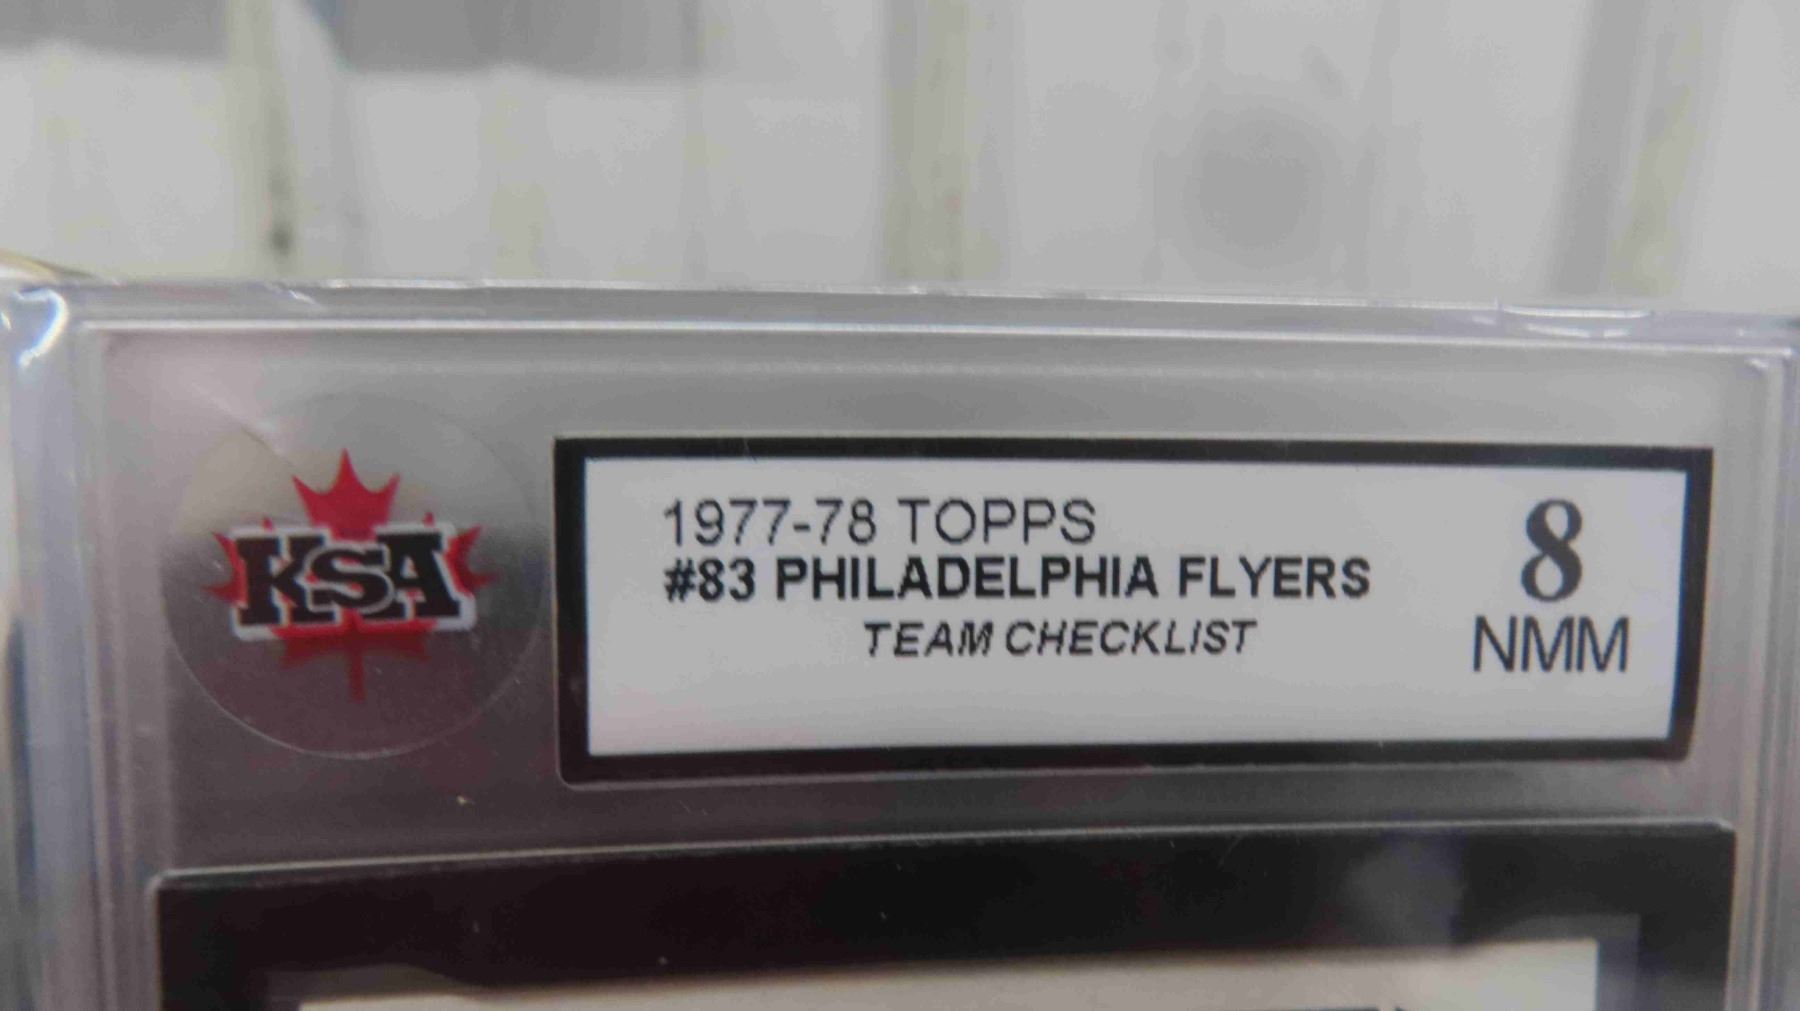 KSA
1977-78 TOPPS
#83 PHILADELPHIA FLYERS
TEAM CHECKLIST
8
NMM